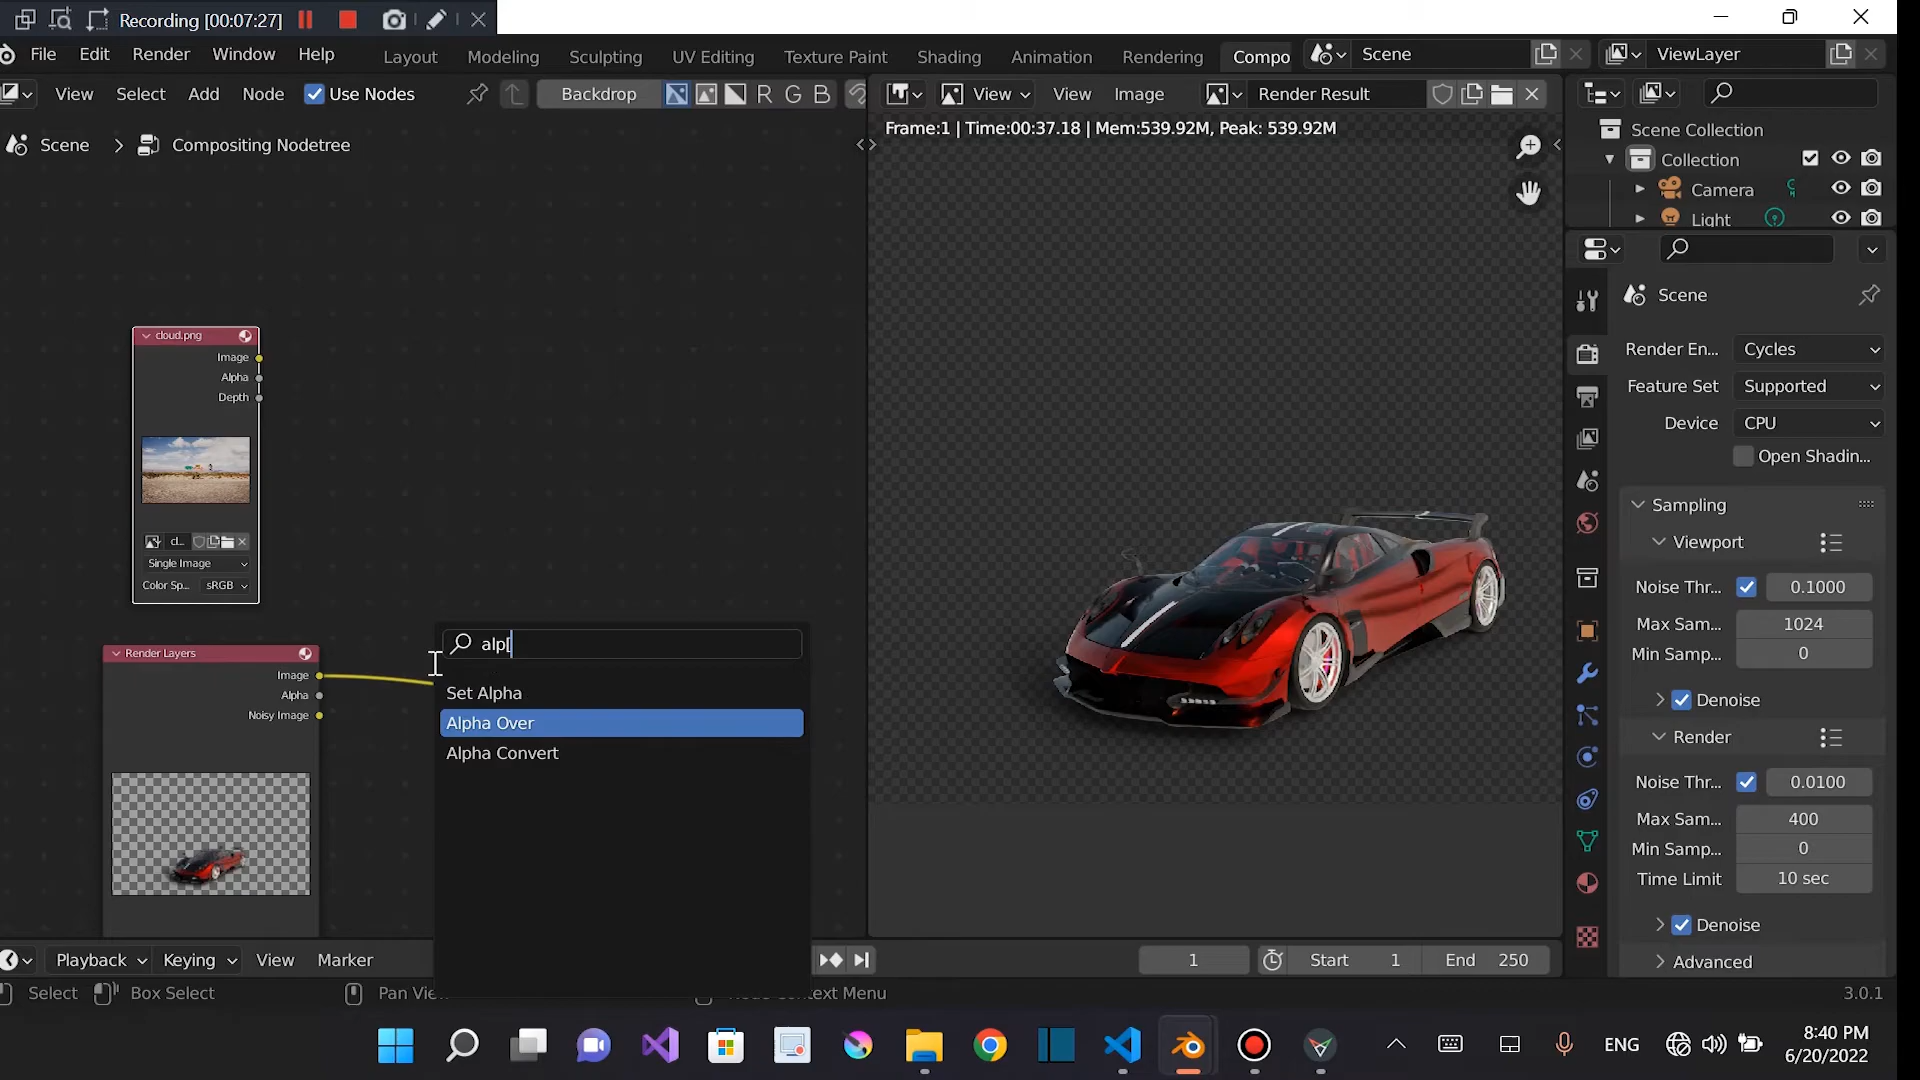 Recording [00:07:27]
File Edit Render Window Help Layout Modeling Sculpting UV Editing Texture Paint Shading Animation Rendering Compo Scene ViewLayer
View Select Add Node Use Nodes Backdrop R G B View View Image Render Result
Scene > Compositing Nodetree
Frame:1 | Time:00:37.18 | Mem:539.92M, Peak: 539.92M
Scene Collection
Collection
Camera
Light
cloud.png
Image
Alpha
Depth
cl...
Single Image
Color Sp... sRGB
Render Layers
Image
Alpha
Noisy Image
alp[
Set Alpha
Alpha Over
Alpha Convert
Scene
Render En... Cycles
Feature Set Supported
Device CPU
Open Shadin...
Sampling
Viewport
Noise Thr... 0.1000
Max Sam... 1024
Min Samp... 0
Denoise
Render
Noise Thr... 0.0100
Max Sam... 400
Min Samp... 0
Time Limit 10 sec
Denoise
Advanced
Playback Keying View Marker 1 Start 1 End 250
Select Box Select Pan View Node Context Menu 3.0.1
ENG
8:40 PM
6/20/2022